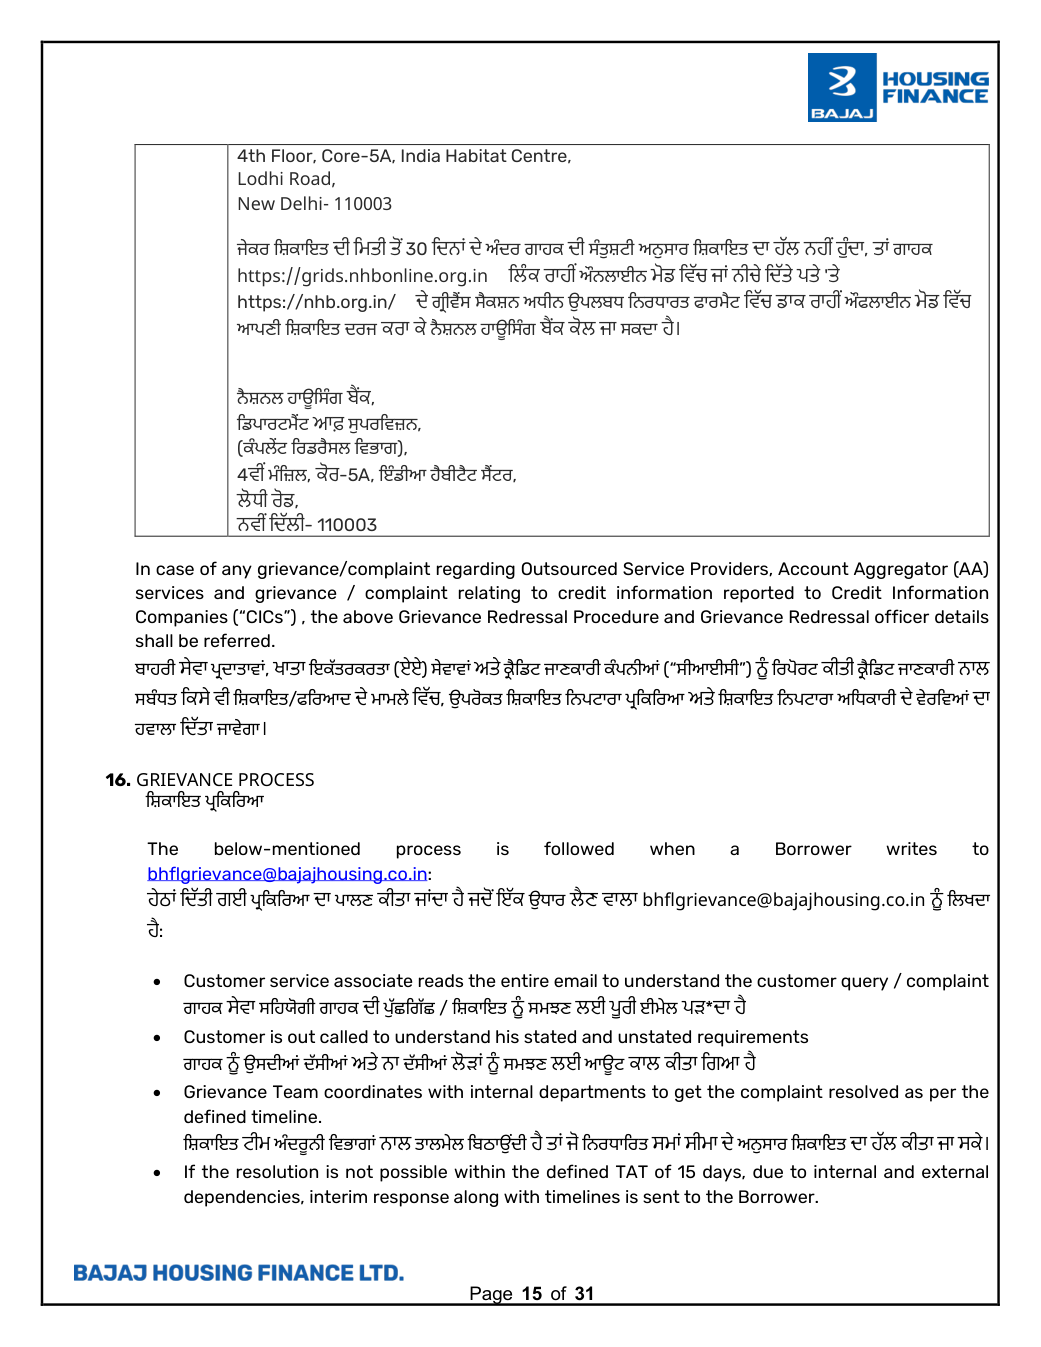 BAJAJ
HOUSING
FINANCE
4th Floor, Core-5A, India Habitat Centre,
Lodhi Road,
New Delhi- 110003
ਜੇਕਰ ਸ਼ਿਕਾਇਤ ਦੀ ਮਿਤੀ ਤੋਂ 30 ਦਿਨਾਂ ਦੇ ਅੰਦਰ ਗਾਹਕ ਦੀ ਸੰਤੁਸ਼ਟੀ ਅਨੁਸਾਰ ਸ਼ਿਕਾਇਤ ਦਾ ਹੱਲ ਨਹੀਂ ਹੁੰਦਾ, ਤਾਂ ਗਾਹਕ
https://grids.nhbonline.org.in ਲਿੰਕ ਰਾਹੀਂ ਔਨਲਾਈਨ ਮੋਡ ਵਿੱਚ ਜਾਂ ਨੀਚੇ ਦਿੱਤੇ ਪਤੇ 'ਤੇ
https://nhb.org.in/ ਦੇ ਗ੍ਰੀਵੈਂਸ ਸੈਕਸ਼ਨ ਅਧੀਨ ਉਪਲਬਧ ਨਿਰਧਾਰਤ ਫਾਰਮੈਟ ਵਿੱਚ ਡਾਕ ਰਾਹੀਂ ਔਫਲਾਈਨ ਮੋਡ ਵਿੱਚ
ਆਪਣੀ ਸ਼ਿਕਾਇਤ ਦਰਜ ਕਰਾ ਕੇ ਨੈਸ਼ਨਲ ਹਾਊਸਿੰਗ ਬੈਂਕ ਕੋਲ ਜਾ ਸਕਦਾ ਹੈ।
ਨੈਸ਼ਨਲ ਹਾਊਸਿੰਗ ਬੈਂਕ,
ਡਿਪਾਰਟਮੈਂਟ ਆਫ਼ ਸੁਪਰਵਿਜ਼ਨ,
(ਕੰਪਲੇਂਟ ਰਿਡਰੈਸਲ ਵਿਭਾਗ),
4ਵੀਂ ਮੰਜ਼ਿਲ, ਕੋਰ-5A, ਇੰਡੀਆ ਹੈਬੀਟੈਟ ਸੈਂਟਰ,
ਲੋਧੀ ਰੋਡ,
ਨਵੀਂ ਦਿੱਲੀ- 110003
In case of any grievance/complaint regarding Outsourced Service Providers, Account Aggregator (AA)
services and grievance / complaint relating to credit information reported to Credit Information
Companies (“CICs”) , the above Grievance Redressal Procedure and Grievance Redressal officer details
shall be referred.
ਬਾਹਰੀ ਸੇਵਾ ਪ੍ਰਦਾਤਾਵਾਂ, ਖਾਤਾ ਇਕੱਤਰਕਰਤਾ (ਏਏ) ਸੇਵਾਵਾਂ ਅਤੇ ਕ੍ਰੈਡਿਟ ਜਾਣਕਾਰੀ ਕੰਪਨੀਆਂ (“ਸੀਆਈਸੀ”) ਨੂੰ ਰਿਪੋਰਟ ਕੀਤੀ ਕ੍ਰੈਡਿਟ ਜਾਣਕਾਰੀ ਨਾਲ
ਸਬੰਧਤ ਕਿਸੇ ਵੀ ਸ਼ਿਕਾਇਤ/ਫਰਿਆਦ ਦੇ ਮਾਮਲੇ ਵਿੱਚ, ਉਪਰੋਕਤ ਸ਼ਿਕਾਇਤ ਨਿਪਟਾਰਾ ਪ੍ਰਕਿਰਿਆ ਅਤੇ ਸ਼ਿਕਾਇਤ ਨਿਪਟਾਰਾ ਅਧਿਕਾਰੀ ਦੇ ਵੇਰਵਿਆਂ ਦਾ
ਹਵਾਲਾ ਦਿੱਤਾ ਜਾਵੇਗਾ।
16. GRIEVANCE PROCESS
ਸ਼ਿਕਾਇਤ ਪ੍ਰਕਿਰਿਆ
The below-mentioned process is followed when a Borrower writes to
bhflgrievance@bajajhousing.co.in:
ਹੇਠਾਂ ਦਿੱਤੀ ਗਈ ਪ੍ਰਕਿਰਿਆ ਦਾ ਪਾਲਣ ਕੀਤਾ ਜਾਂਦਾ ਹੈ ਜਦੋਂ ਇੱਕ ਉਧਾਰ ਲੈਣ ਵਾਲਾ bhflgrievance@bajajhousing.co.in ਨੂੰ ਲਿਖਦਾ
ਹੈ:
• Customer service associate reads the entire email to understand the customer query / complaint
ਗਾਹਕ ਸੇਵਾ ਸਹਿਯੋਗੀ ਗਾਹਕ ਦੀ ਪੁੱਛਗਿੱਛ / ਸ਼ਿਕਾਇਤ ਨੂੰ ਸਮਝਣ ਲਈ ਪੂਰੀ ਈਮੇਲ ਪੜ*ਦਾ ਹੈ
• Customer is out called to understand his stated and unstated requirements
ਗਾਹਕ ਨੂੰ ਉਸਦੀਆਂ ਦੱਸੀਆਂ ਅਤੇ ਨਾ ਦੱਸੀਆਂ ਲੋੜਾਂ ਨੂੰ ਸਮਝਣ ਲਈ ਆਊਟ ਕਾਲ ਕੀਤਾ ਗਿਆ ਹੈ
• Grievance Team coordinates with internal departments to get the complaint resolved as per the
defined timeline.
ਸ਼ਿਕਾਇਤ ਟੀਮ ਅੰਦਰੂਨੀ ਵਿਭਾਗਾਂ ਨਾਲ ਤਾਲਮੇਲ ਬਿਠਾਉਂਦੀ ਹੈ ਤਾਂ ਜੋ ਨਿਰਧਾਰਿਤ ਸਮਾਂ ਸੀਮਾ ਦੇ ਅਨੁਸਾਰ ਸ਼ਿਕਾਇਤ ਦਾ ਹੱਲ ਕੀਤਾ ਜਾ ਸਕੇ।
• If the resolution is not possible within the defined TAT of 15 days, due to internal and external
dependencies, interim response along with timelines is sent to the Borrower.
BAJAJ HOUSING FINANCE LTD.
Page 15 of 31